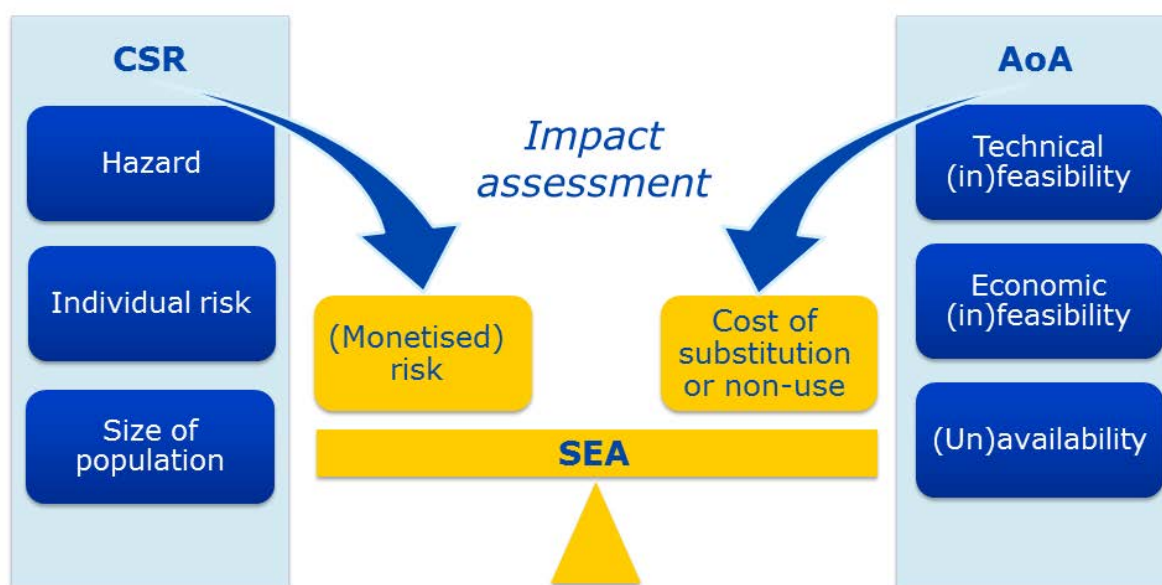 CSR
Hazard
Individual risk
Size of
population
Impact
assessment
(Monetised)
risk
Cost of
substitution
or non-use
SEA
AoA
Technical
(in)feasibility
Economic
(in)feasibility
(Un)availability